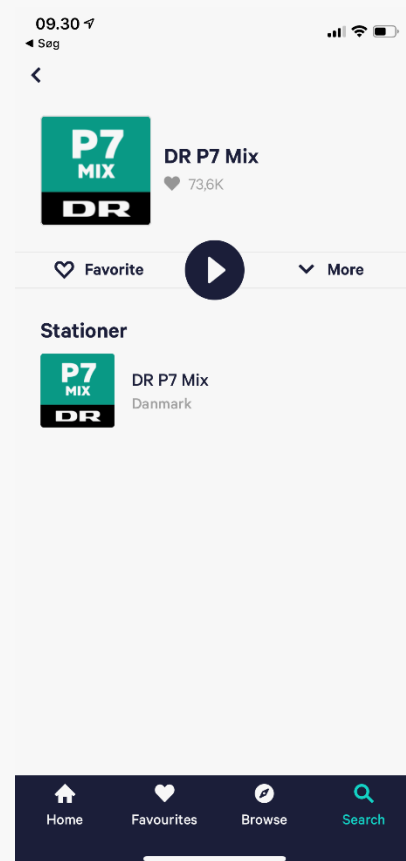 09.30
Søg
P7
MIX
DR
DR P7 Mix
73,6K
Favorite
More
Stationer
P7
MIX
DR
DR P7 Mix
Danmark
Home
Favourites
Browse
Search